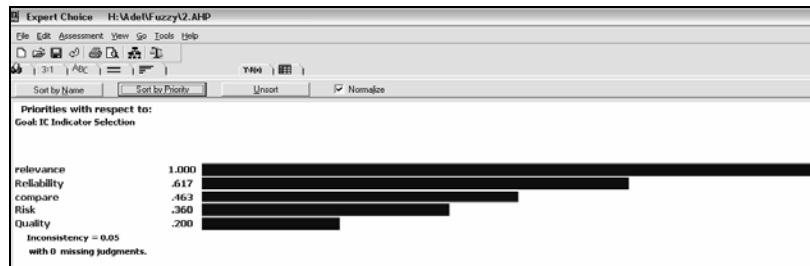 Expert Choice H:\Adel\Fuzzy\2.AHP
File Edit Assessment View Go Tools Help
3:1 ABC Y=f(x)
Sort by Name Sort by Priority Unsort Normalize
Priorities with respect to:
Goal: IC Indicator Selection
relevance 1.000
Reliability .617
compare .463
Risk .360
Quality .200
Inconsistency = 0.05
with 0 missing judgments.